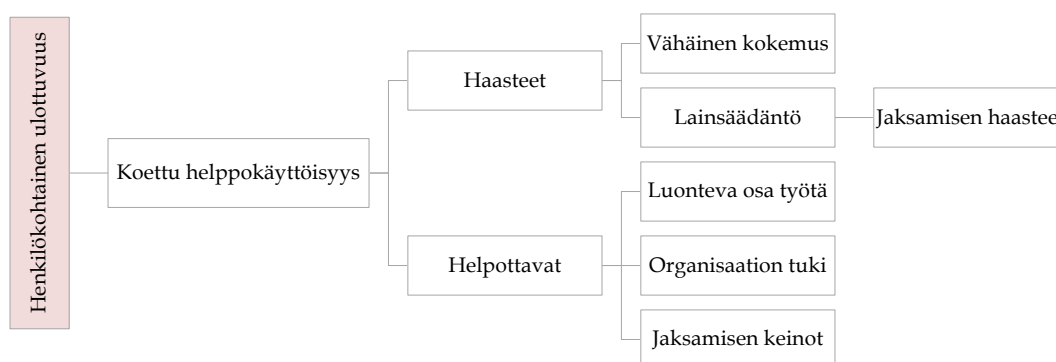 Henkilökohtainen ulottuvuus
Koettu helppokäyttöisyys
Haasteet
Vähäinen kokemus
Lainsäädäntö
Jaksamisen haastee
Helpottavat
Luonteva osa työtä
Organisaation tuki
Jaksamisen keinot